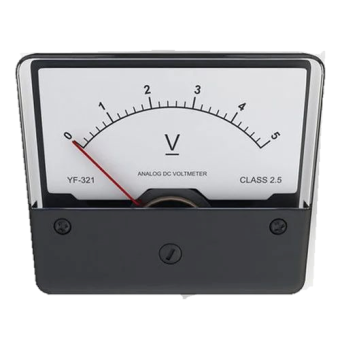 0 1 2 3 4 5
V
YF-321 ANALOG DC VOLTMETER CLASS 2.5